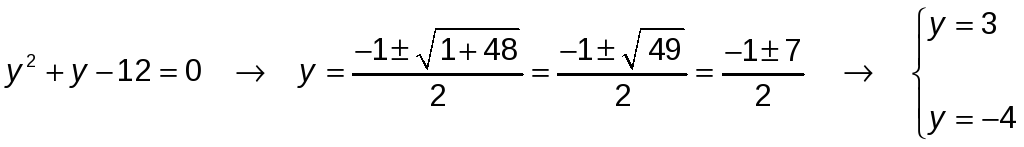 y² + y − 12 = 0 → y = (−1 ± √(1 + 48))/2 = (−1 ± √49)/2 = (−1 ± 7)/2 → { y = 3
y = −4